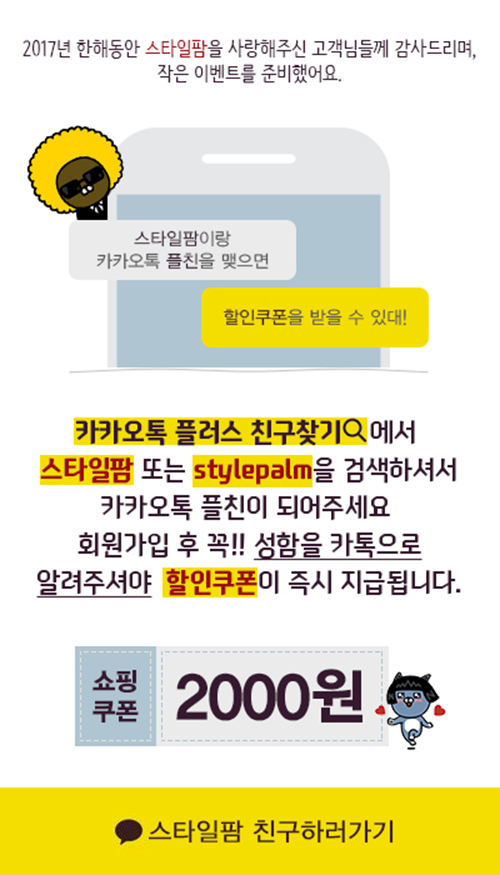 2017년 한해동안 스타일팜을 사랑해주신 고객님들께 감사드리며,
작은 이벤트를 준비했어요.
스타일팜이랑
카카오톡 플친을 맺으면
할인쿠폰을 받을 수 있대!
카카오톡 플러스 친구찾기에서
스타일팜 또는 stylepalm을 검색하셔서
카카오톡 플친이 되어주세요
회원가입 후 꼭!! 성함을 카톡으로
알려주셔야 할인쿠폰이 즉시 지급됩니다.
쇼핑
쿠폰
2000원
스타일팜 친구하러가기